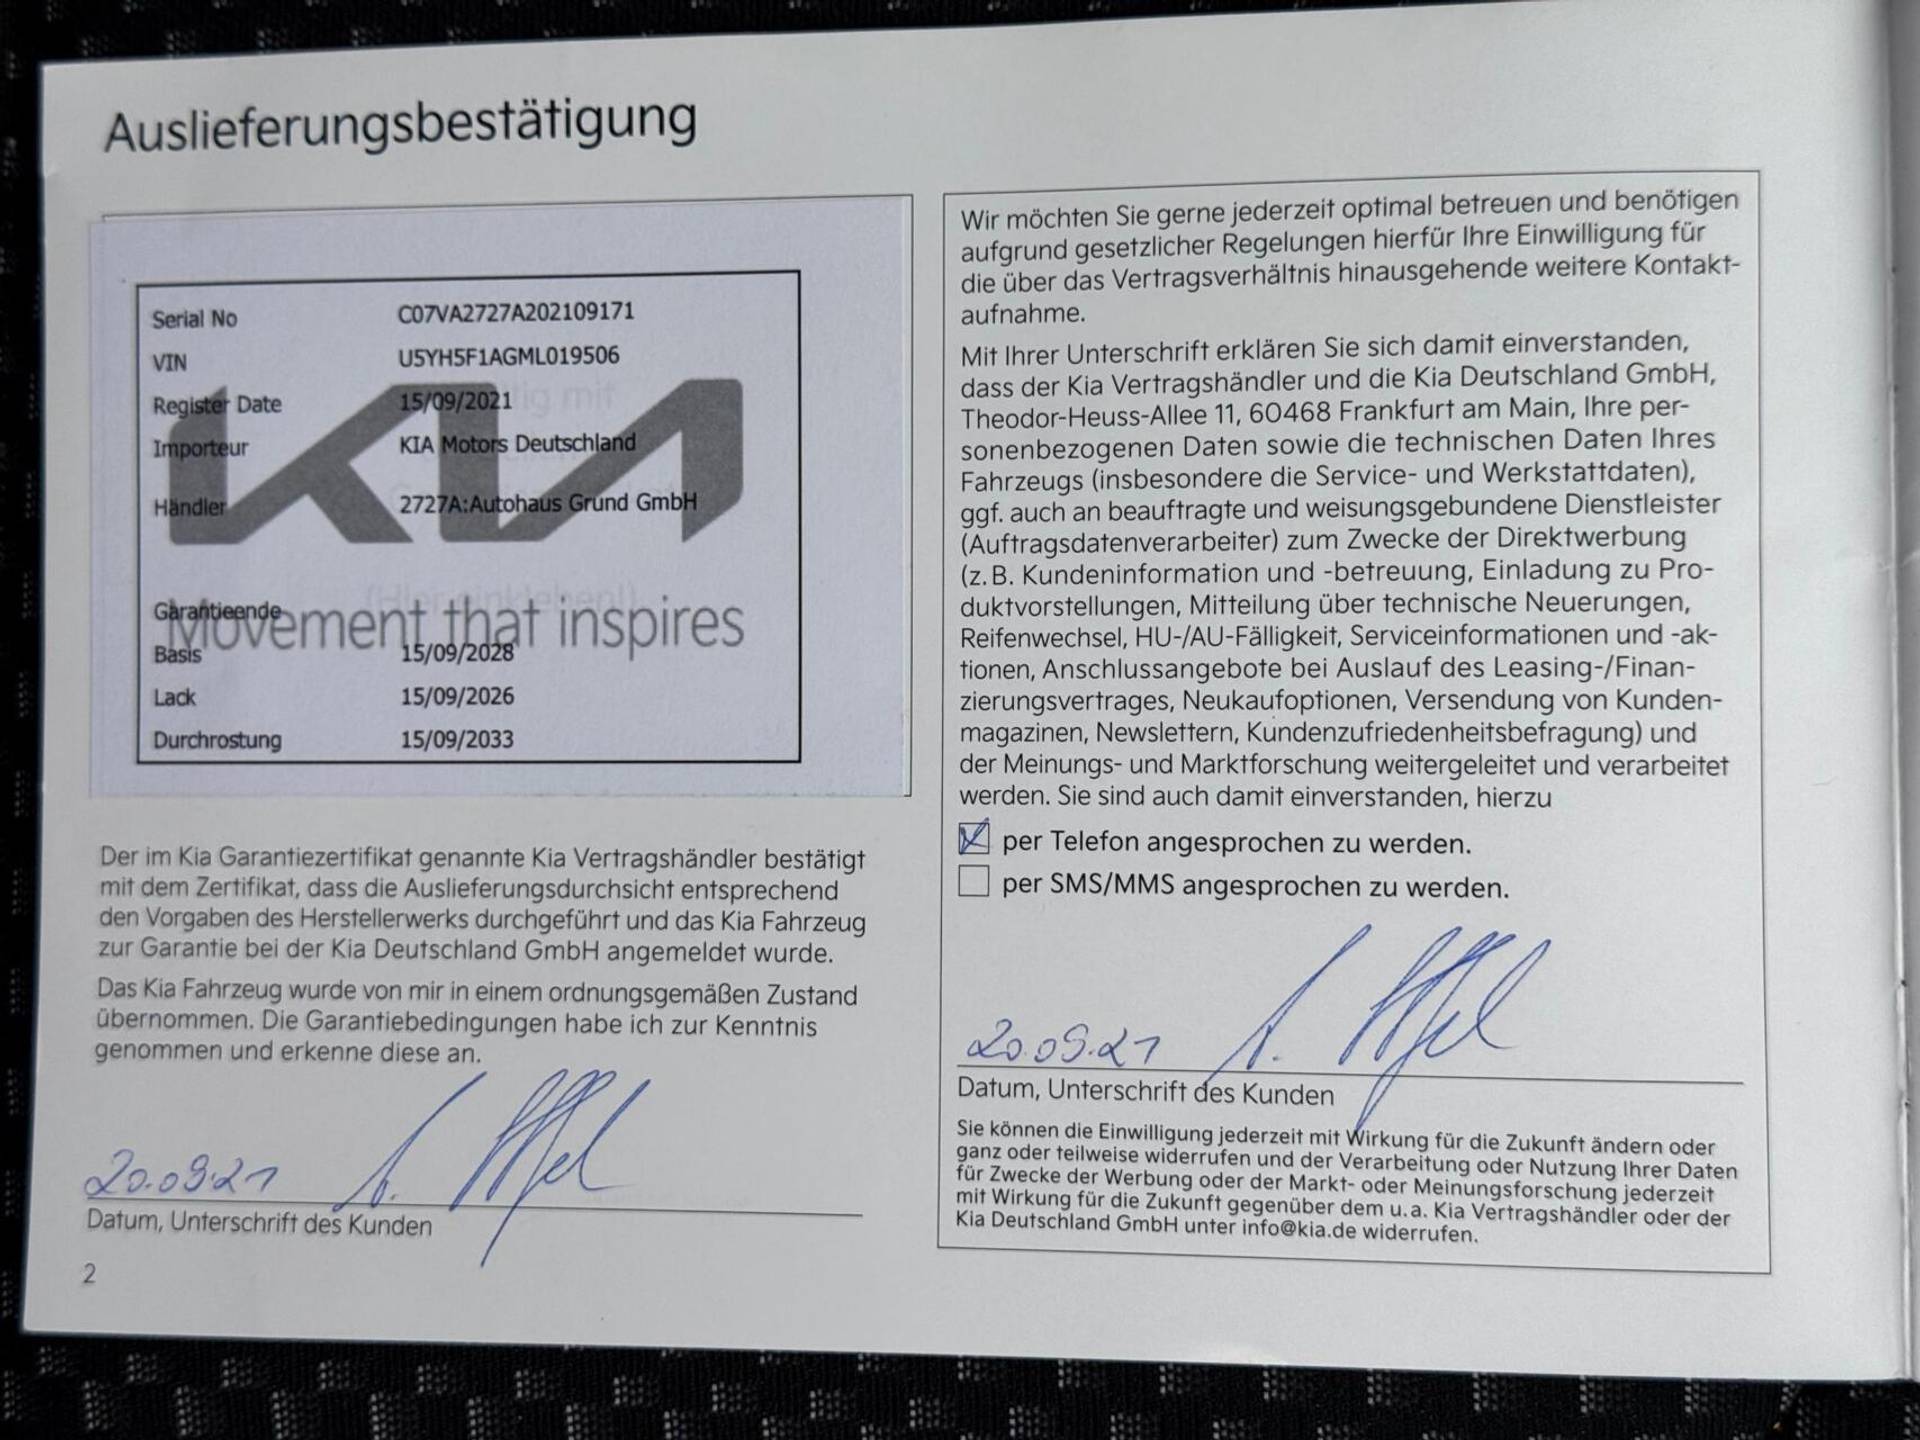 Auslieferungsbestätigung
Serial No C07VA2727A202109171
VIN U5YH5F1AGML019506
Register Date 15/09/2021
Importeur KIA Motors Deutschland
Händler 2727A:Autohaus Grund GmbH
KIA
Movement that inspires
Garantieende
Basis 15/09/2028
Lack 15/09/2026
Durchrostung 15/09/2033
Der im Kia Garantiezertifikat genannte Kia Vertragshändler bestätigt
mit dem Zertifikat, dass die Auslieferungsdurchsicht entsprechend
den Vorgaben des Herstellerwerks durchgeführt und das Kia Fahrzeug
zur Garantie bei der Kia Deutschland GmbH angemeldet wurde.
Das Kia Fahrzeug wurde von mir in einem ordnungsgemäßen Zustand
übernommen. Die Garantiebedingungen habe ich zur Kenntnis
genommen und erkenne diese an.
20.09.21
Datum, Unterschrift des Kunden
2
Wir möchten Sie gerne jederzeit optimal betreuen und benötigen
aufgrund gesetzlicher Regelungen hierfür Ihre Einwilligung für
die über das Vertragsverhältnis hinausgehende weitere Kontakt-
aufnahme.
Mit Ihrer Unterschrift erklären Sie sich damit einverstanden,
dass der Kia Vertragshändler und die Kia Deutschland GmbH,
Theodor-Heuss-Allee 11, 60468 Frankfurt am Main, Ihre per-
sonenbezogenen Daten sowie die technischen Daten Ihres
Fahrzeugs (insbesondere die Service- und Werkstattdaten),
ggf. auch an beauftragte und weisungsgebundene Dienstleister
(Auftragsdatenverarbeiter) zum Zwecke der Direktwerbung
(z. B. Kundeninformation und -betreuung, Einladung zu Pro-
duktvorstellungen, Mitteilung über technische Neuerungen,
Reifenwechsel, HU-/AU-Fälligkeit, Serviceinformationen und -ak-
tionen, Anschlussangebote bei Auslauf des Leasing-/Finan-
zierungsvertrages, Neukaufoptionen, Versendung von Kunden-
magazinen, Newslettern, Kundenzufriedenheitsbefragung) und
der Meinungs- und Marktforschung weitergeleitet und verarbeitet
werden. Sie sind auch damit einverstanden, hierzu
per Telefon angesprochen zu werden.
per SMS/MMS angesprochen zu werden.
20.09.21
Datum, Unterschrift des Kunden
Sie können die Einwilligung jederzeit mit Wirkung für die Zukunft ändern oder
ganz oder teilweise widerrufen und der Verarbeitung oder Nutzung Ihrer Daten
für Zwecke der Werbung oder der Markt- oder Meinungsforschung jederzeit
mit Wirkung für die Zukunft gegenüber dem u. a. Kia Vertragshändler oder der
Kia Deutschland GmbH unter info@kia.de widerrufen.